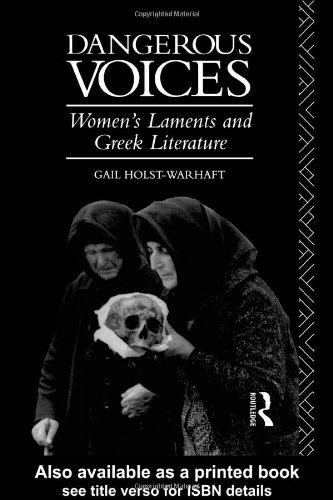 DANGEROUS
VOICES
Women's Laments and
Greek Literature
GAIL HOLST-WARHAFT
ROUTLEDGE
Also available as a printed book
see title verso for ISBN details